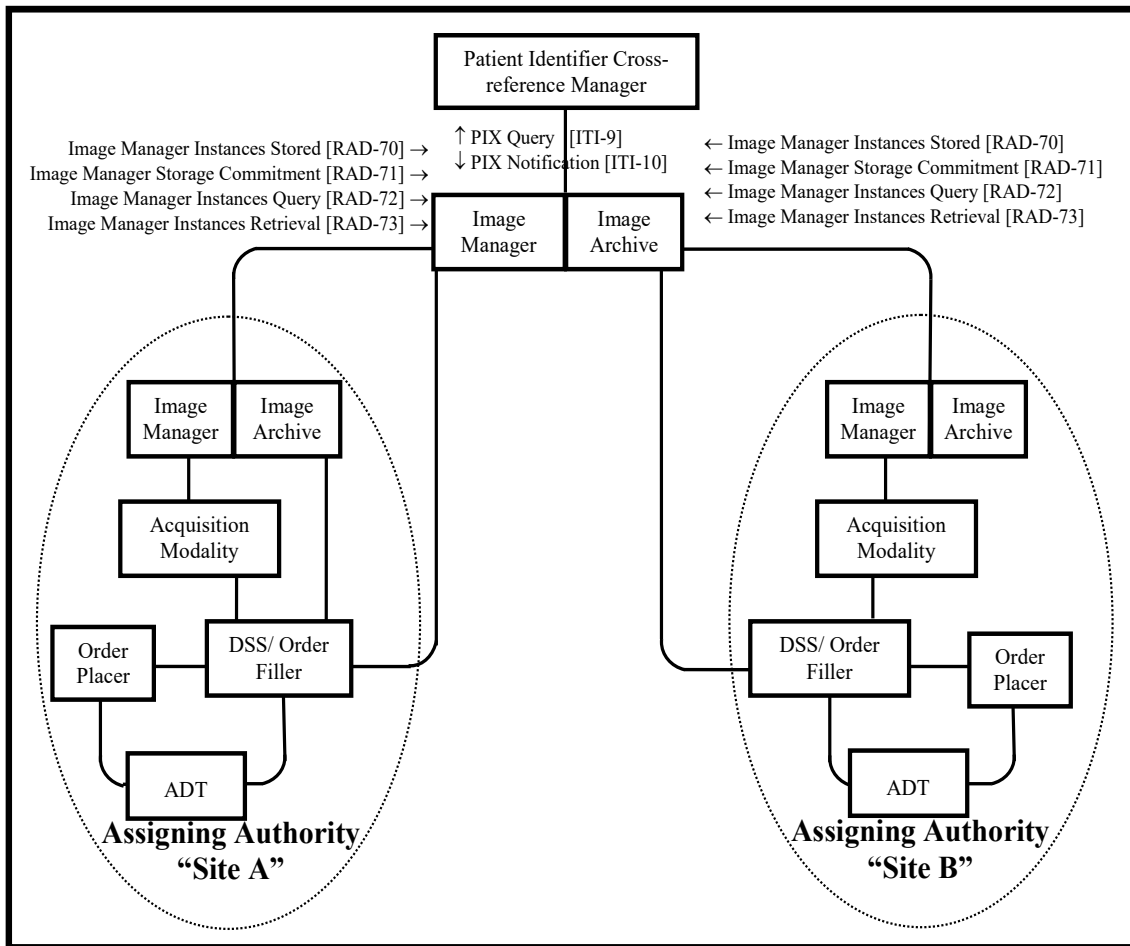 Patient Identifier Cross-
reference Manager
↑ PIX Query [ITI-9]
↓ PIX Notification [ITI-10]
Image Manager Instances Stored [RAD-70] →
Image Manager Storage Commitment [RAD-71] →
Image Manager Instances Query [RAD-72] →
Image Manager Instances Retrieval [RAD-73] →
← Image Manager Instances Stored [RAD-70]
← Image Manager Storage Commitment [RAD-71]
← Image Manager Instances Query [RAD-72]
← Image Manager Instances Retrieval [RAD-73]
Image
Manager
Image
Archive
Image
Manager
Image
Archive
Acquisition
Modality
Order
Placer
DSS/ Order
Filler
ADT
Assigning Authority
“Site A”
Image
Manager
Image
Archive
Acquisition
Modality
DSS/ Order
Filler
Order
Placer
ADT
Assigning Authority
“Site B”